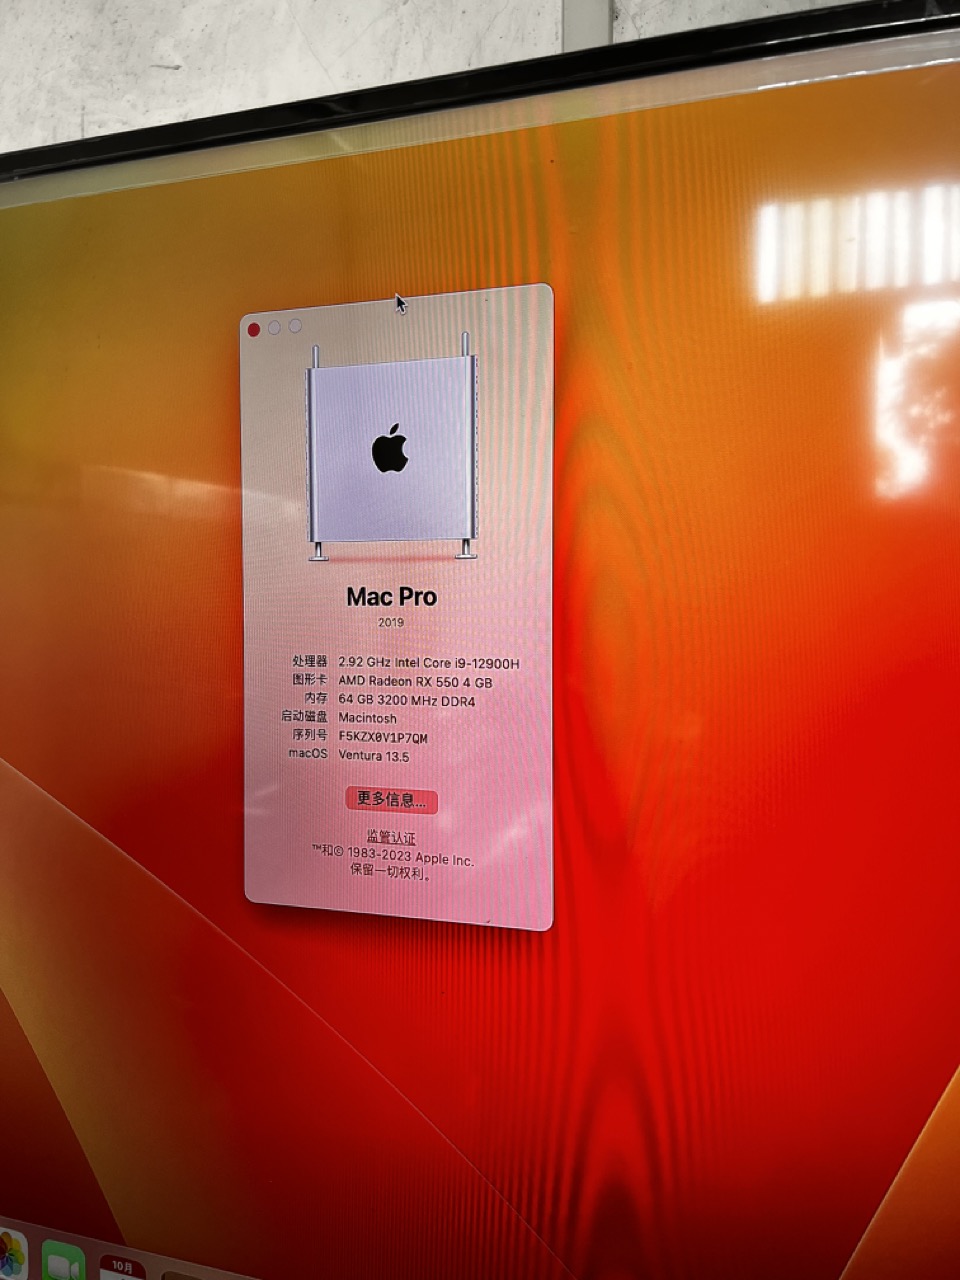 Mac Pro
2019
处理器 2.92 GHz Intel Core i9-12900H
图形卡 AMD Radeon RX 550 4 GB
内存 64 GB 3200 MHz DDR4
启动磁盘 Macintosh
序列号 F5KZX0V1P7QM
macOS Ventura 13.5
更多信息...
监管认证
™和© 1983-2023 Apple Inc.
保留一切权利。
10月